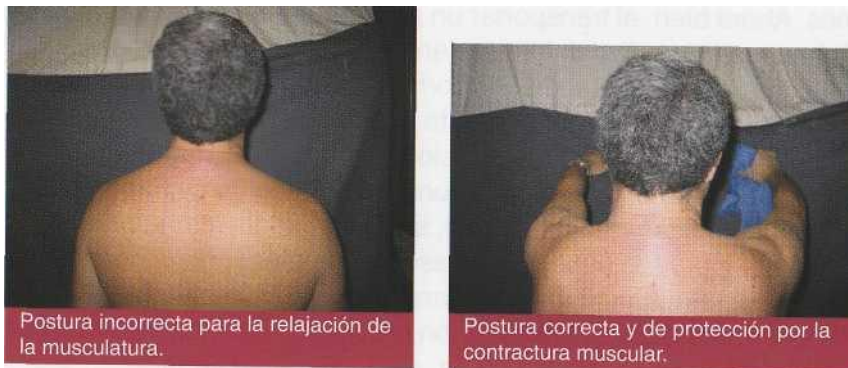 Postura incorrecta para la relajación de
la musculatura.
Postura correcta y de protección por la
contractura muscular.